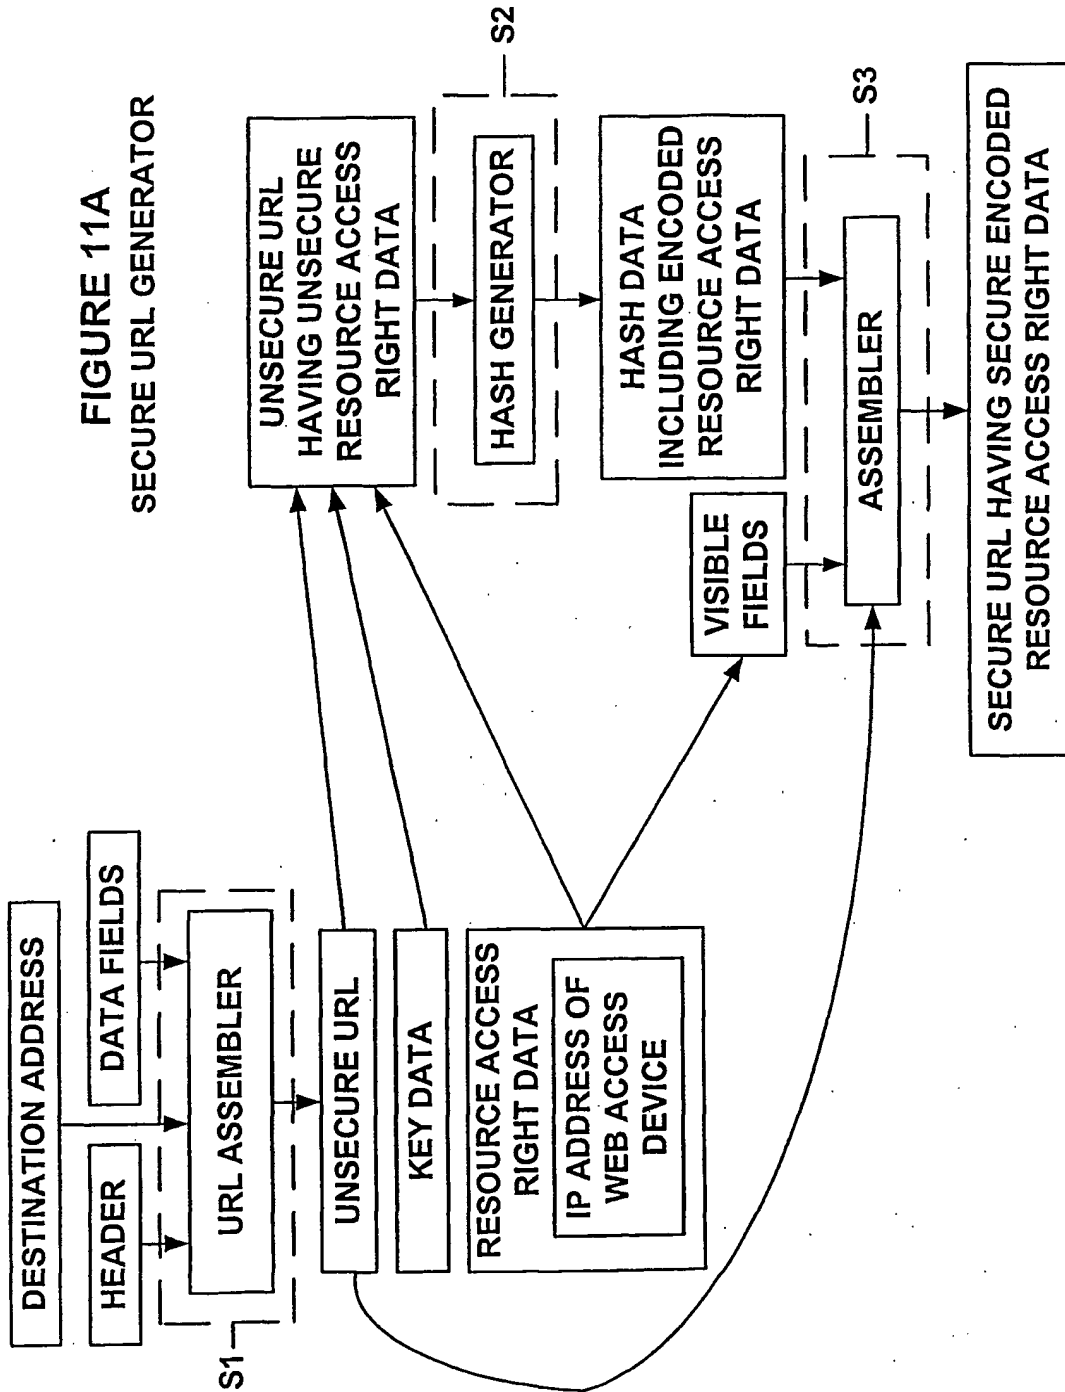 FIGURE 11A
SECURE URL GENERATOR
DESTINATION ADDRESS
HEADER
DATA FIELDS
URL ASSEMBLER
S1
UNSECURE URL
KEY DATA
RESOURCE ACCESS
RIGHT DATA
IP ADDRESS OF
WEB ACCESS
DEVICE
UNSECURE URL
HAVING UNSECURE
RESOURCE ACCESS
RIGHT DATA
HASH GENERATOR
S2
HASH DATA
INCLUDING ENCODED
RESOURCE ACCESS
RIGHT DATA
VISIBLE
FIELDS
ASSEMBLER
S3
SECURE URL HAVING SECURE ENCODED
RESOURCE ACCESS RIGHT DATA